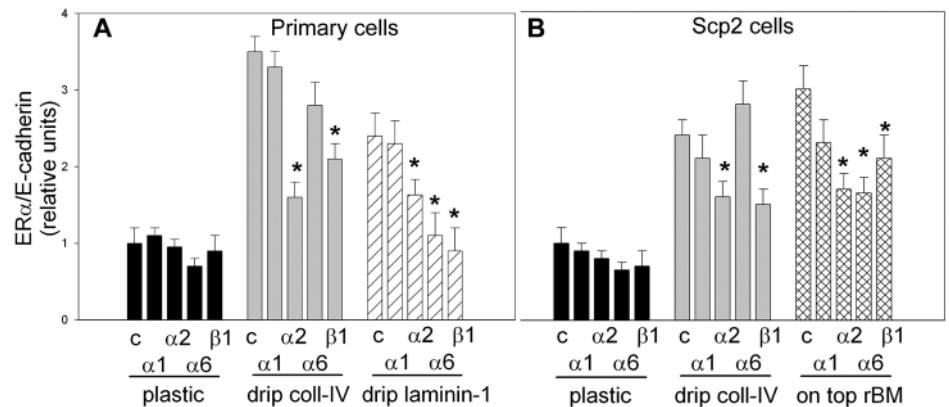 A
Primary cells
B
Scp2 cells
ERα/E-cadherin
(relative units)
4
3
2
1
0
* * * * *
* * * * *
c α2 β1 c α2 β1 c α2 β1
α1 α6 α1 α6 α1 α6
plastic drip coll-IV drip laminin-1
c α2 β1 c α2 β1 c α2 β1
α1 α6 α1 α6 α1 α6
plastic drip coll-IV on top rBM